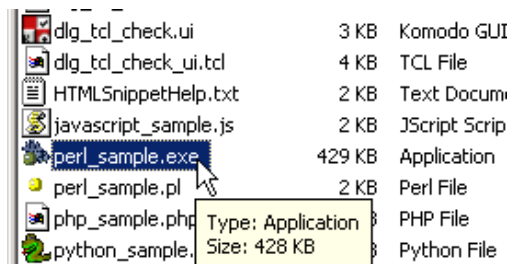 dlg_tcl_check.ui 3 KB Komodo GUI
dlg_tcl_check_ui.tcl 4 KB TCL File
HTMLSnippetHelp.txt 2 KB Text Docum
javascript_sample.js 2 KB JScript Scrip
perl_sample.exe 429 KB Application
perl_sample.pl 2 KB Perl File
php_sample.php B PHP File
python_sample. B Python File
Type: Application
Size: 428 KB